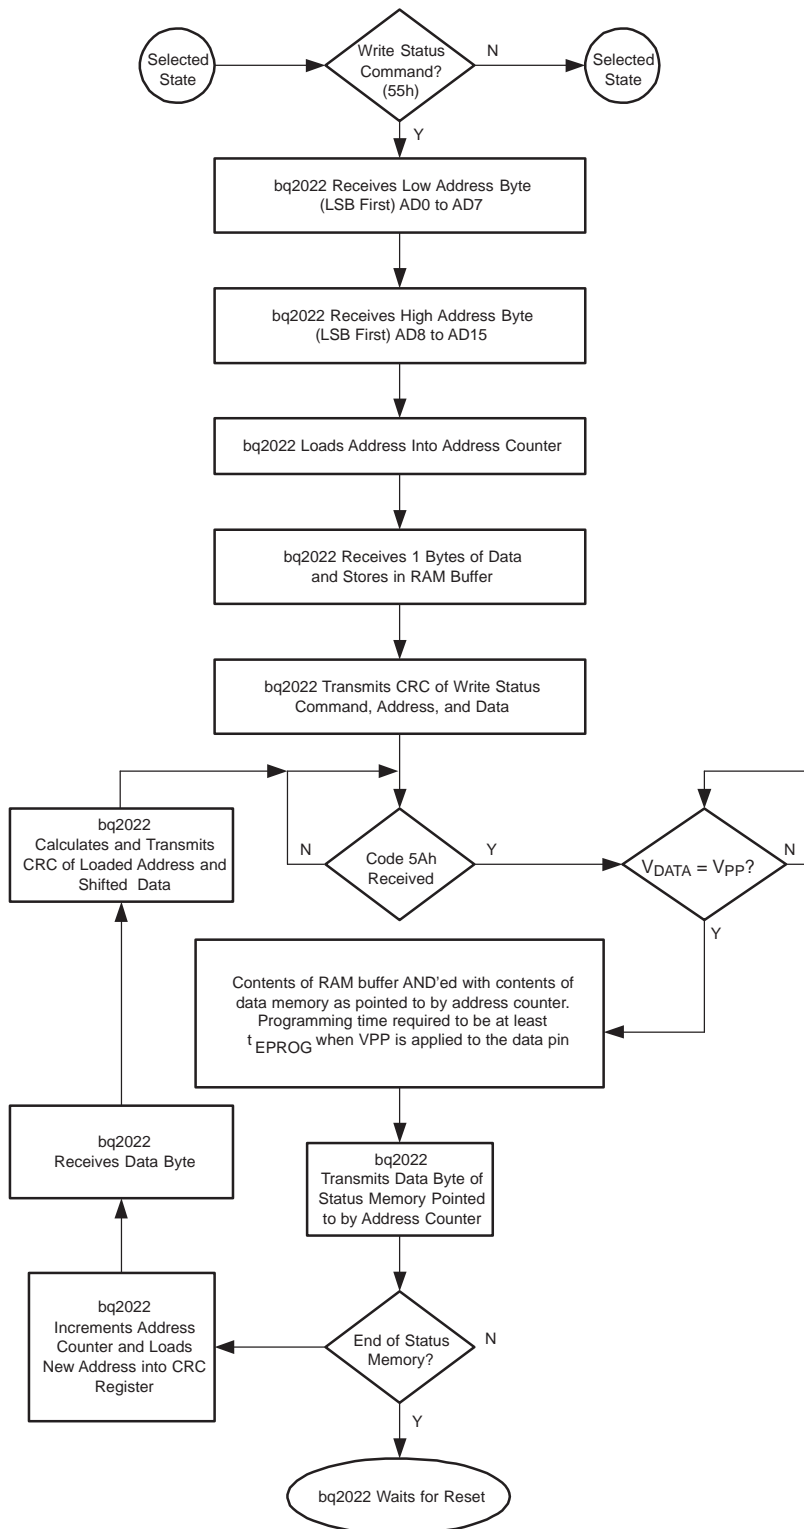 Selected
State
Write Status
Command?
(55h)
N
Selected
State
Y
bq2022 Receives Low Address Byte
(LSB First) AD0 to AD7
bq2022 Receives High Address Byte
(LSB First) AD8 to AD15
bq2022 Loads Address Into Address Counter
bq2022 Receives 1 Bytes of Data
and Stores in RAM Buffer
bq2022 Transmits CRC of Write Status
Command, Address, and Data
bq2022
Calculates and Transmits
CRC of Loaded Address and
Shifted Data
N
Code 5Ah
Received
Y
VDATA = VPP?
N
Y
Contents of RAM buffer AND'ed with contents of
data memory as pointed to by address counter.
Programming time required to be at least
tEPROG when VPP is applied to the data pin
bq2022
Receives Data Byte
bq2022
Transmits Data Byte of
Status Memory Pointed
to by Address Counter
bq2022
Increments Address
Counter and Loads
New Address into CRC
Register
End of Status
Memory?
N
Y
bq2022 Waits for Reset